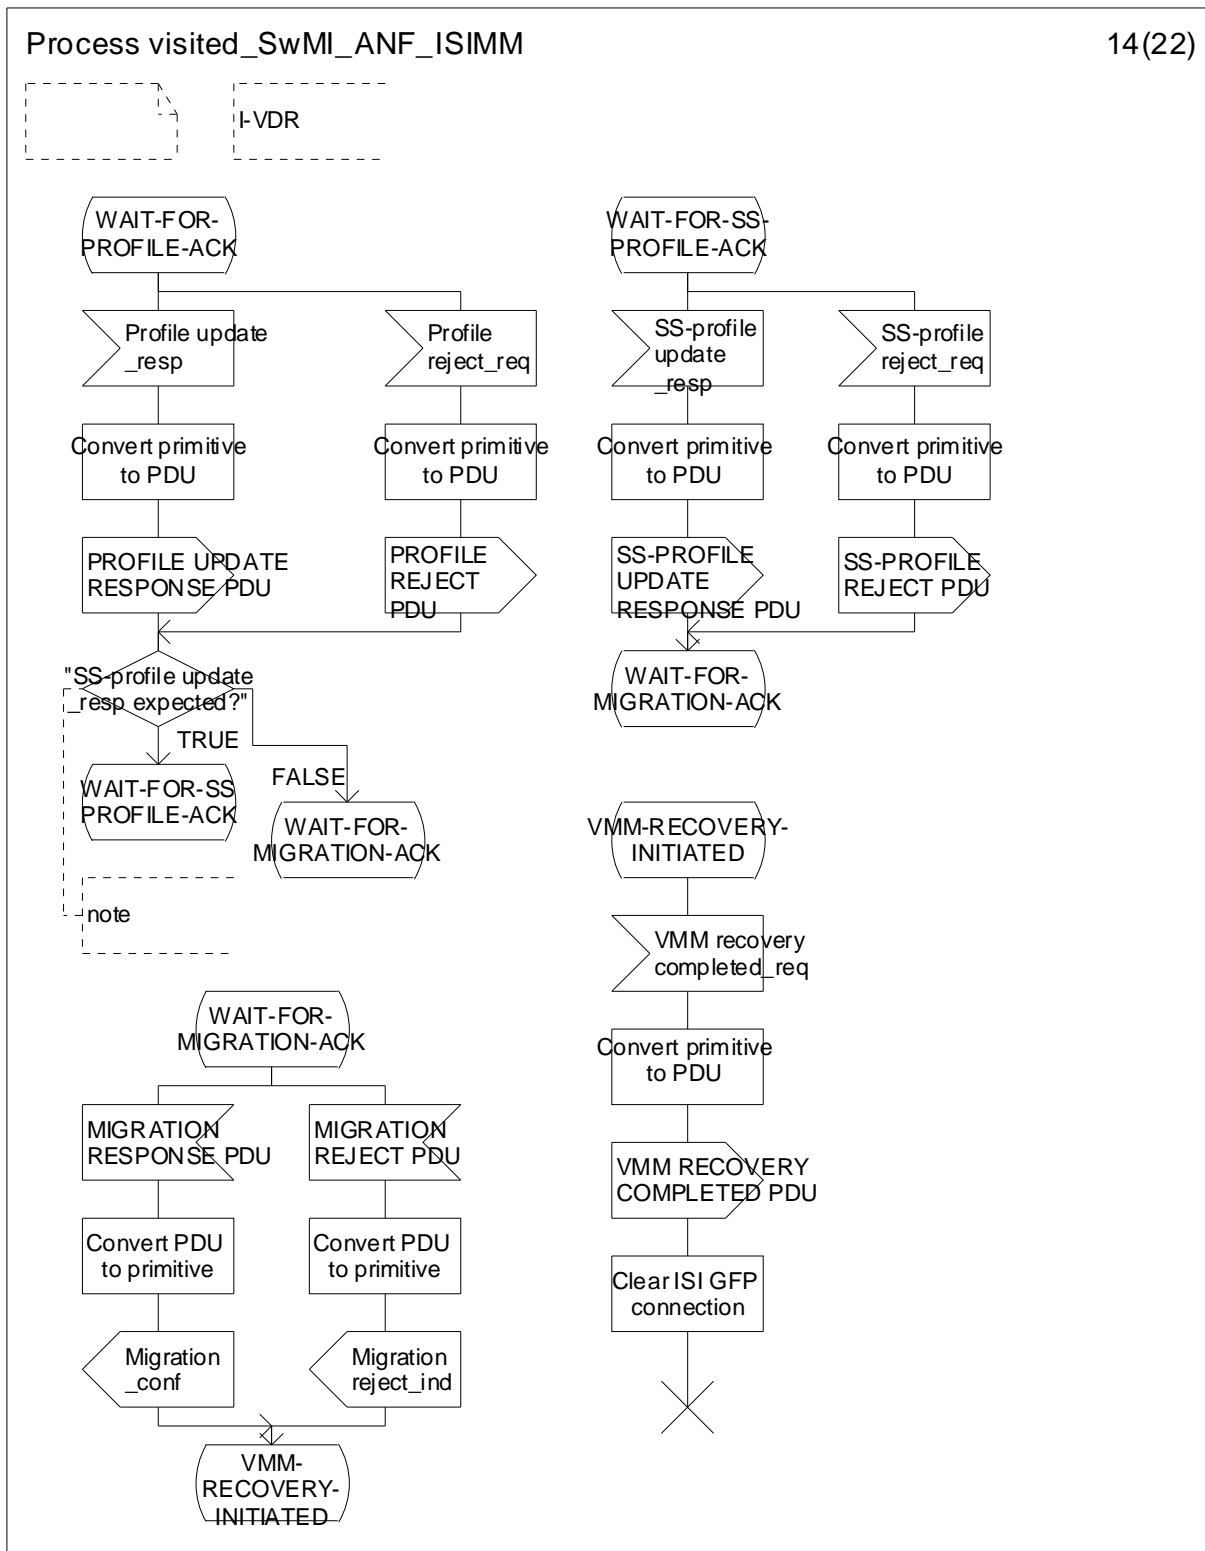 Process visited_SwMI_ANF_ISIMM
14(22)
I-VDR
WAIT-FOR-
PROFILE-ACK
Profile update
_resp
Profile
reject_req
Convert primitive
to PDU
Convert primitive
to PDU
PROFILE UPDATE
RESPONSE PDU
PROFILE
REJECT
PDU
"SS-profile update
_resp expected?"
TRUE
FALSE
WAIT-FOR-SS
PROFILE-ACK
WAIT-FOR-
MIGRATION-ACK
note
WAIT-FOR-SS-
PROFILE-ACK
SS-profile
update
_resp
SS-profile
reject_req
Convert primitive
to PDU
Convert primitive
to PDU
SS-PROFILE
UPDATE
RESPONSE PDU
SS-PROFILE
REJECT PDU
WAIT-FOR-
MIGRATION-ACK
WAIT-FOR-
MIGRATION-ACK
MIGRATION
RESPONSE PDU
MIGRATION
REJECT PDU
Convert PDU
to primitive
Convert PDU
to primitive
Migration
_conf
Migration
reject_ind
VMM-
RECOVERY-
INITIATED
VMM-RECOVERY-
INITIATED
VMM recovery
completed_req
Convert primitive
to PDU
VMM RECOVERY
COMPLETED PDU
Clear ISI GFP
connection